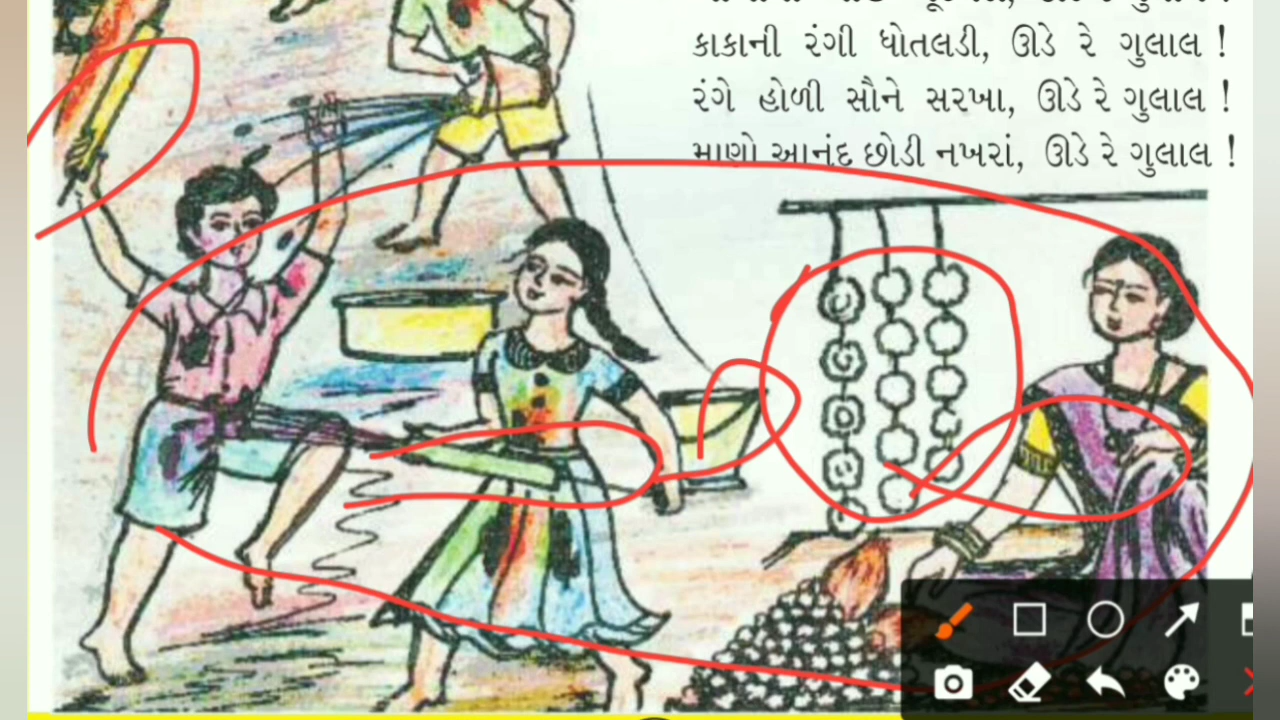 કાકાની રંગી ધોતલડી, ઊડે રે ગુલાલ !
રંગે હોળી સૌને સરખા, ઊડે રે ગુલાલ !
માણો આનંદ છોડી નખરાં, ઊડે રે ગુલાલ !